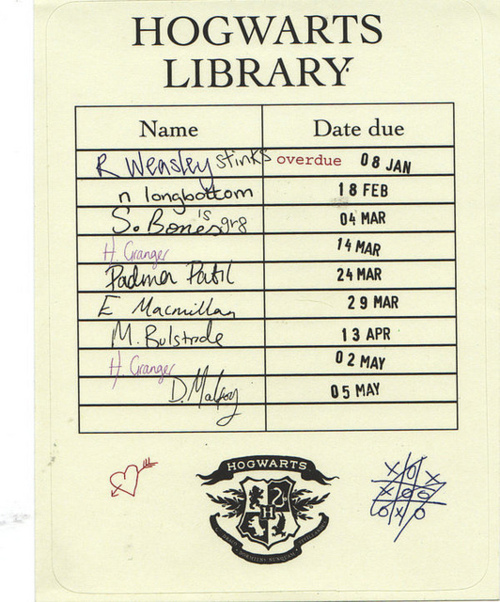 HOGWARTS
LIBRARY
Name Date due
R Weasley stinks overdue 08 JAN
n longbottom 18 FEB
S. Bones is gr8 04 MAR
H. Granger 14 MAR
Padma Patil 24 MAR
E Macmillan 29 MAR
M. Bulstrode 13 APR
H. Granger 02 MAY
D. Malfoy 05 MAY
HOGWARTS
H
X O X
X O O
O X O